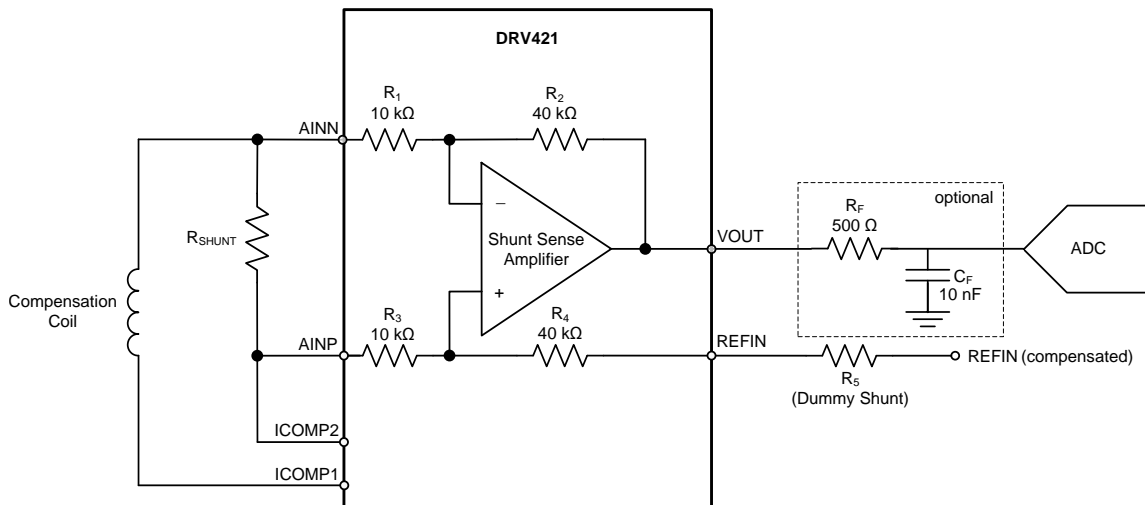 DRV421
R1
10 kΩ
R2
40 kΩ
AINN
optional
RF
500 Ω
VOUT
–
Shunt Sense
Amplifier
RSHUNT
ADC
CF
10 nF
+
Compensation
Coil
R3
10 kΩ
R4
40 kΩ
AINP
REFIN
REFIN (compensated)
R5
(Dummy Shunt)
ICOMP2
ICOMP1